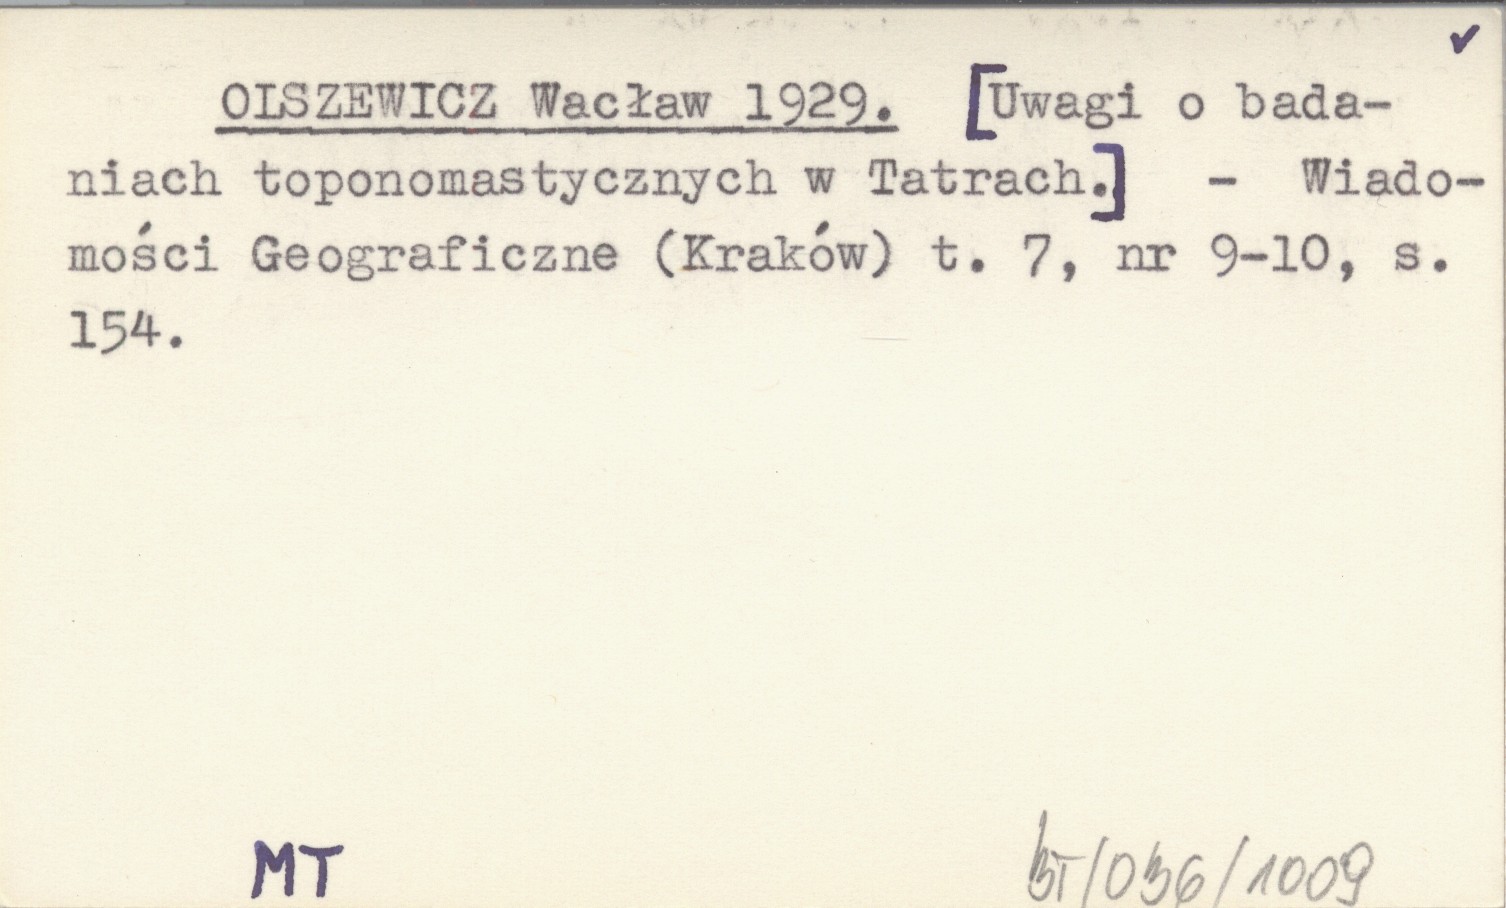 ✓
OLSZEWICZ Wacław 1929. [Uwagi o bada-
niach toponomastycznych w Tatrach.] - Wiado-
mości Geograficzne (Kraków) t. 7, nr 9-10, s.
154.
MT
BT/036/1009